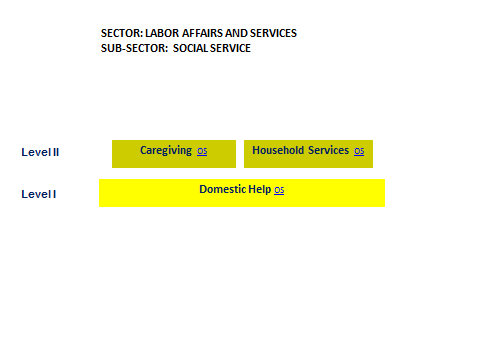 SECTOR: LABOR AFFAIRS AND SERVICES
SUB-SECTOR: SOCIAL SERVICE
Level II Caregiving OS Household Services OS
Level I Domestic Help OS